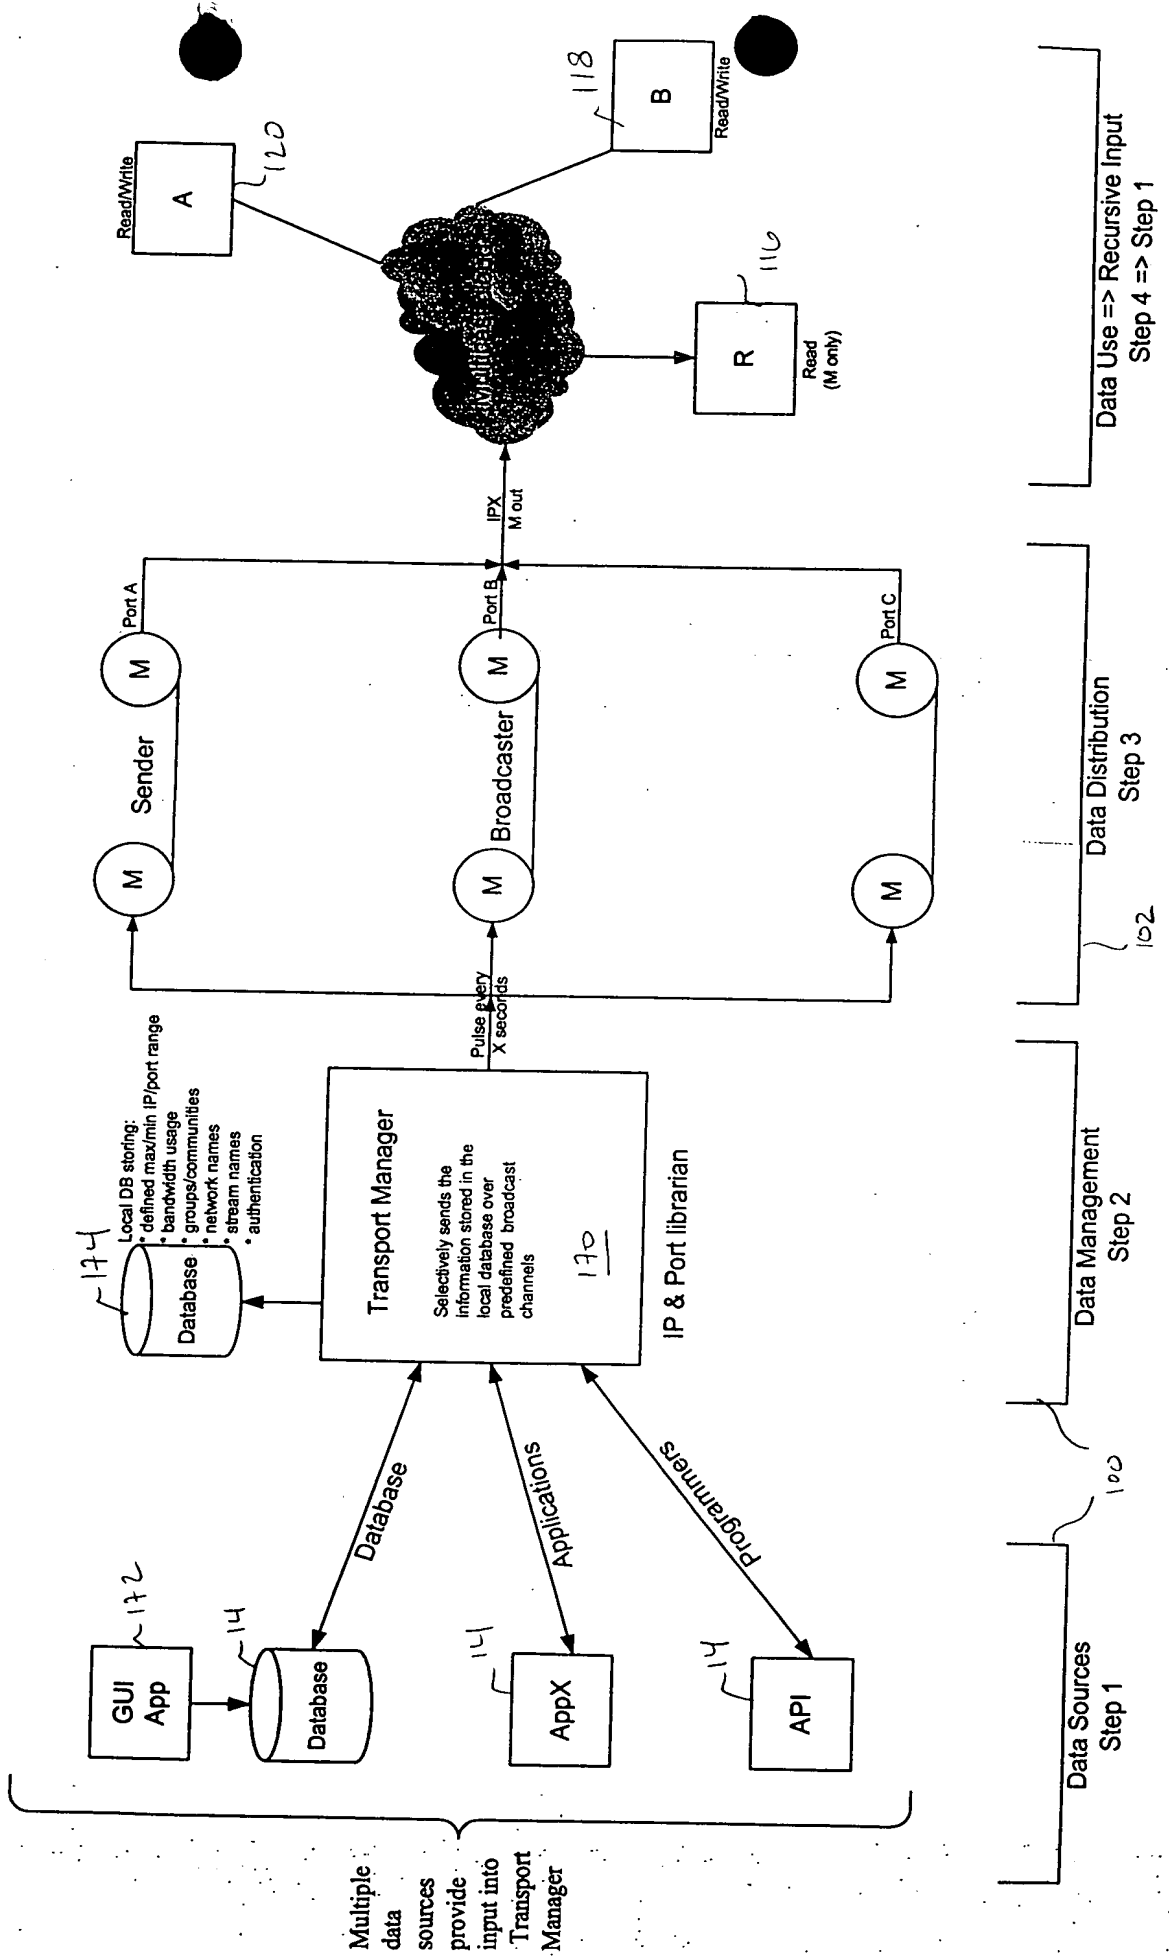 Multiple
data
sources
provide
input into
Transport
Manager
GUI
App
172
14
Database
14
AppX
14
API
Database
Applications
Programmers
174
Database
Local DB storing:
* defined max/min IP/port range
* bandwidth usage
* groups/communities
* network names
* stream names
* authentication
Transport Manager
Selectively sends the
information stored in the
local database over
predefined broadcast
channels
170
IP & Port librarian
Pulse every
X seconds
M
Sender
M
Port A
M
Broadcaster
M
Port B
M
M
Port C
IPX
M out
Read/Write
A
120
118
B
Read/Write
116
R
Read
(M only)
Data Sources
Step 1
100
Data Management
Step 2
102
Data Distribution
Step 3
Data Use => Recursive Input
Step 4 => Step 1